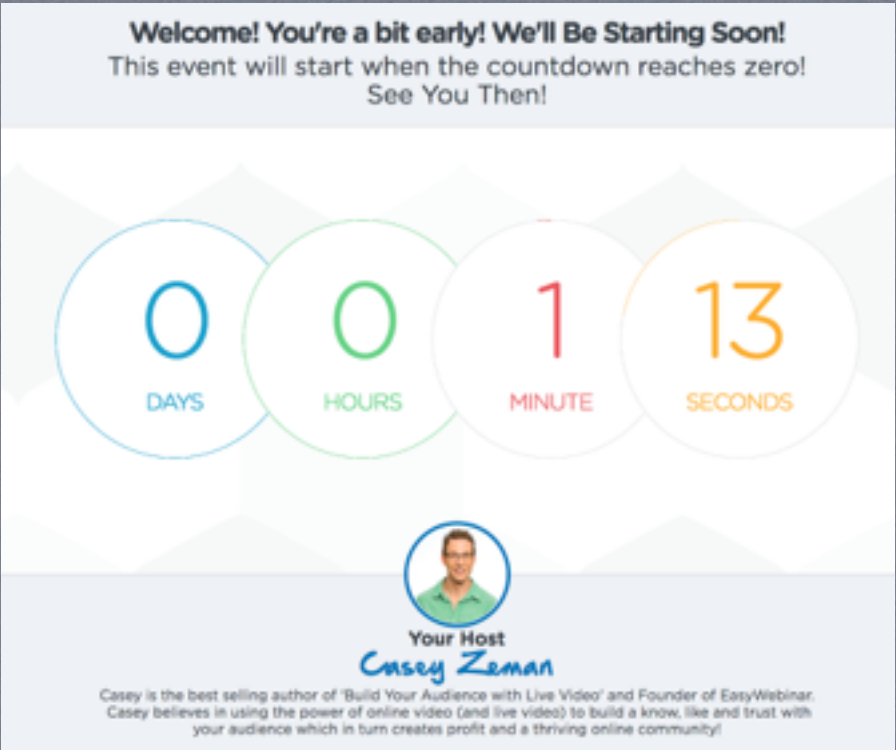 Welcome! You're a bit early! We'll Be Starting Soon!
This event will start when the countdown reaches zero!
See You Then!
0
0
1
13
DAYS
HOURS
MINUTE
SECONDS
Your Host
Casey Zeman
Casey is the best selling author of 'Build Your Audience with Live Video' and Founder of EasyWebinar.
Casey believes in using the power of online video (and live video) to build a know, like and trust with
your audience which in turn creates profit and a thriving online community!